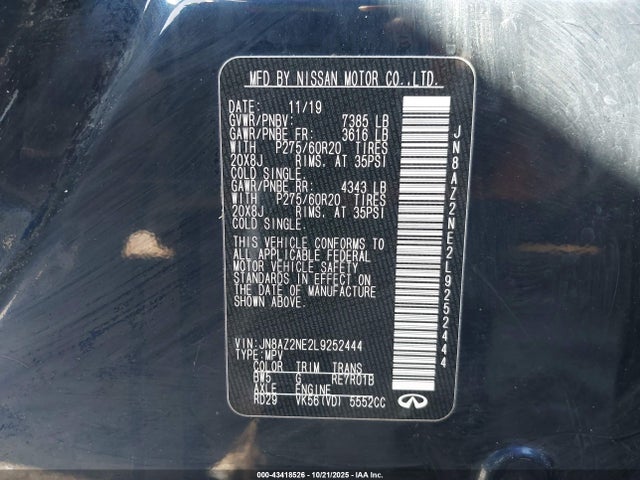 MFD BY NISSAN MOTOR CO.,LTD.
DATE: 11/19
GVWR/PNBV: 7385 LB
GAWR/PNBE FR: 3616 LB
WITH P275/60R20 TIRES
20X8J RIMS. AT 35PSI
COLD SINGLE.
GAWR/PNBE RR: 4343 LB
WITH P275/60R20 TIRES
20X8J RIMS. AT 35PSI
COLD SINGLE.
THIS VEHICLE CONFORMS TO
ALL APPLICABLE FEDERAL
MOTOR VEHICLE SAFETY
STANDARDS IN EFFECT ON
THE DATE OF MANUFACTURE
SHOWN ABOVE.
VIN: JN8AZ2NE2L9252444
TYPE: MPV
COLOR TRIM TRANS
BW5 G RE7R01B
AXLE ENGINE
RD29 VK56(VD) 5552CC
JN8AZ2NE2L9252444
000-43418526 - 10/21/2025 - IAA Inc.